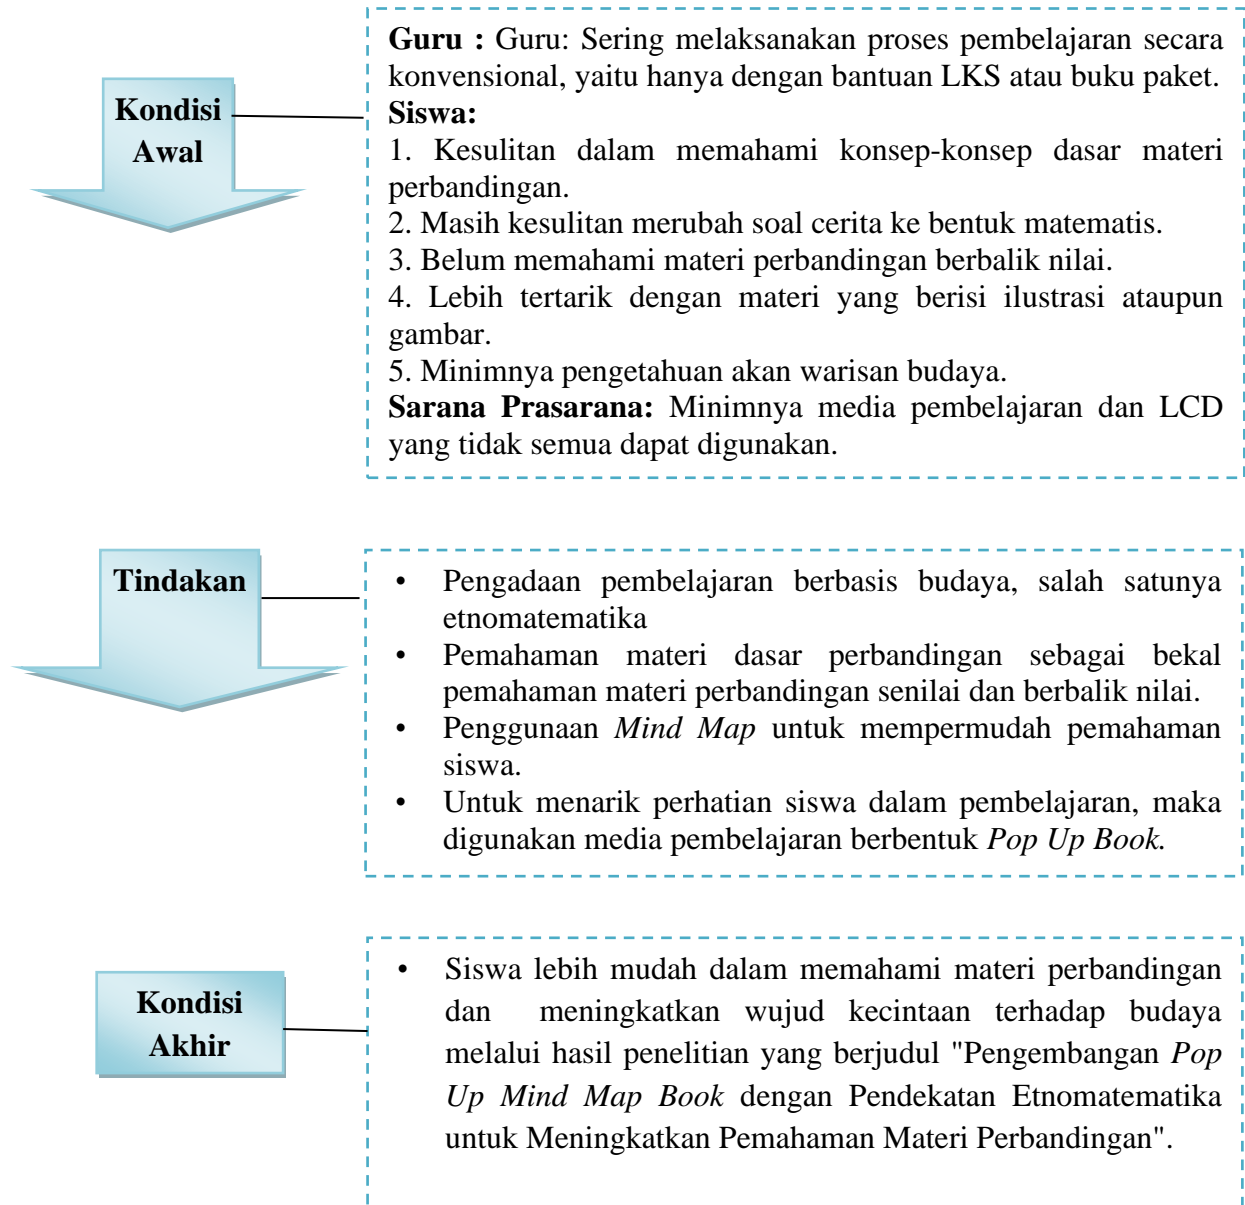 Kondisi
Awal
Guru : Guru: Sering melaksanakan proses pembelajaran secara
konvensional, yaitu hanya dengan bantuan LKS atau buku paket.
Siswa:
1. Kesulitan dalam memahami konsep-konsep dasar materi
perbandingan.
2. Masih kesulitan merubah soal cerita ke bentuk matematis.
3. Belum memahami materi perbandingan berbalik nilai.
4. Lebih tertarik dengan materi yang berisi ilustrasi ataupun
gambar.
5. Minimnya pengetahuan akan warisan budaya.
Sarana Prasarana: Minimnya media pembelajaran dan LCD
yang tidak semua dapat digunakan.
Tindakan
• Pengadaan pembelajaran berbasis budaya, salah satunya
etnomatematika
• Pemahaman materi dasar perbandingan sebagai bekal
pemahaman materi perbandingan senilai dan berbalik nilai.
• Penggunaan Mind Map untuk mempermudah pemahaman
siswa.
• Untuk menarik perhatian siswa dalam pembelajaran, maka
digunakan media pembelajaran berbentuk Pop Up Book.
Kondisi
Akhir
• Siswa lebih mudah dalam memahami materi perbandingan
dan meningkatkan wujud kecintaan terhadap budaya
melalui hasil penelitian yang berjudul "Pengembangan Pop
Up Mind Map Book dengan Pendekatan Etnomatematika
untuk Meningkatkan Pemahaman Materi Perbandingan".